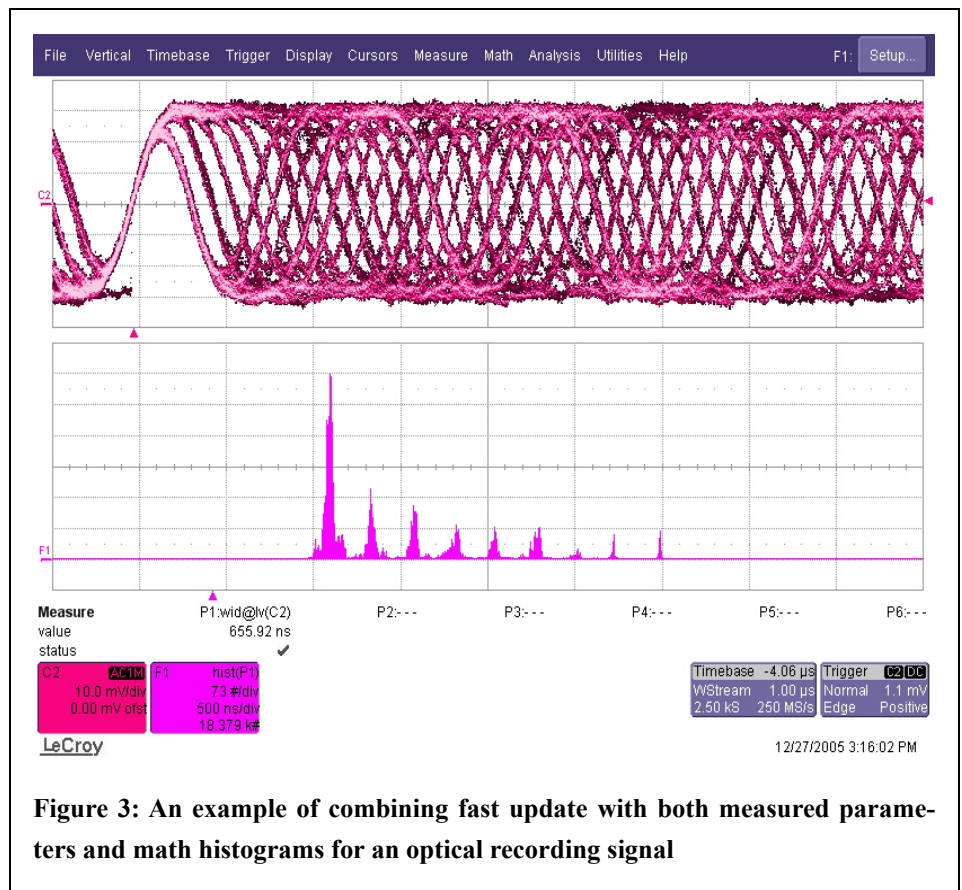 File Vertical Timebase Trigger Display Cursors Measure Math Analysis Utilities Help F1: Setup...
C2
F1
Measure P1:wid@lv(C2) P2:- - - P3:- - - P4:- - - P5:- - - P6:- - -
value 655.92 ns
status ✔
C2 AC1M
10.0 mV/div
0.00 mV ofst
F1 hist(P1)
73 #/div
500 ns/div
18.379 k#
Timebase -4.06 µs
WStream 1.00 µs
2.50 kS 250 MS/s
Trigger C2 DC
Normal 1.1 mV
Edge Positive
LeCroy
12/27/2005 3:16:02 PM
Figure 3: An example of combining fast update with both measured parame-
ters and math histograms for an optical recording signal